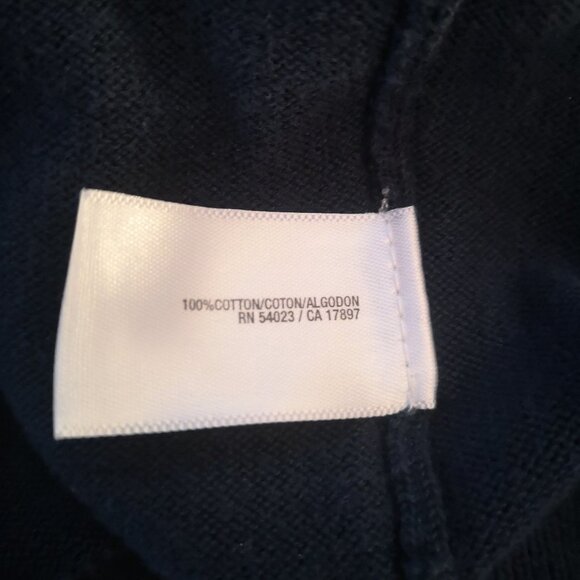 100%COTTON/COTON/ALGODON
RN 54023 / CA 17897